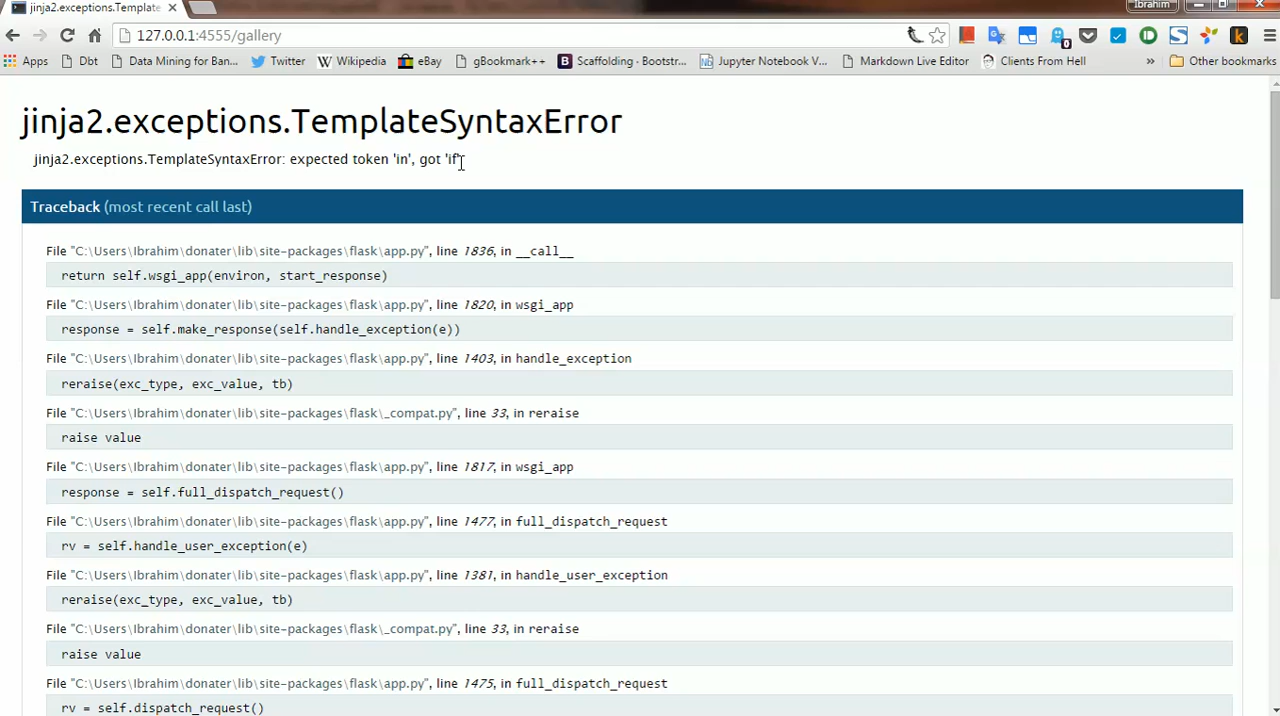 jinja2.exceptions.Template
Ibrahim
127.0.0.1:4555/gallery
0
Apps Dbt Data Mining for Ban... Twitter Wikipedia eBay gBookmark++ Scaffolding · Bootstr... Jupyter Notebook V... Markdown Live Editor Clients From Hell » Other bookmarks
jinja2.exceptions.TemplateSyntaxError
jinja2.exceptions.TemplateSyntaxError: expected token 'in', got 'if'
Traceback (most recent call last)
File "C:\Users\Ibrahim\donater\lib\site-packages\flask\app.py", line 1836, in __call__
return self.wsgi_app(environ, start_response)
File "C:\Users\Ibrahim\donater\lib\site-packages\flask\app.py", line 1820, in wsgi_app
response = self.make_response(self.handle_exception(e))
File "C:\Users\Ibrahim\donater\lib\site-packages\flask\app.py", line 1403, in handle_exception
reraise(exc_type, exc_value, tb)
File "C:\Users\Ibrahim\donater\lib\site-packages\flask\_compat.py", line 33, in reraise
raise value
File "C:\Users\Ibrahim\donater\lib\site-packages\flask\app.py", line 1817, in wsgi_app
response = self.full_dispatch_request()
File "C:\Users\Ibrahim\donater\lib\site-packages\flask\app.py", line 1477, in full_dispatch_request
rv = self.handle_user_exception(e)
File "C:\Users\Ibrahim\donater\lib\site-packages\flask\app.py", line 1381, in handle_user_exception
reraise(exc_type, exc_value, tb)
File "C:\Users\Ibrahim\donater\lib\site-packages\flask\_compat.py", line 33, in reraise
raise value
File "C:\Users\Ibrahim\donater\lib\site-packages\flask\app.py", line 1475, in full_dispatch_request
rv = self.dispatch_request()